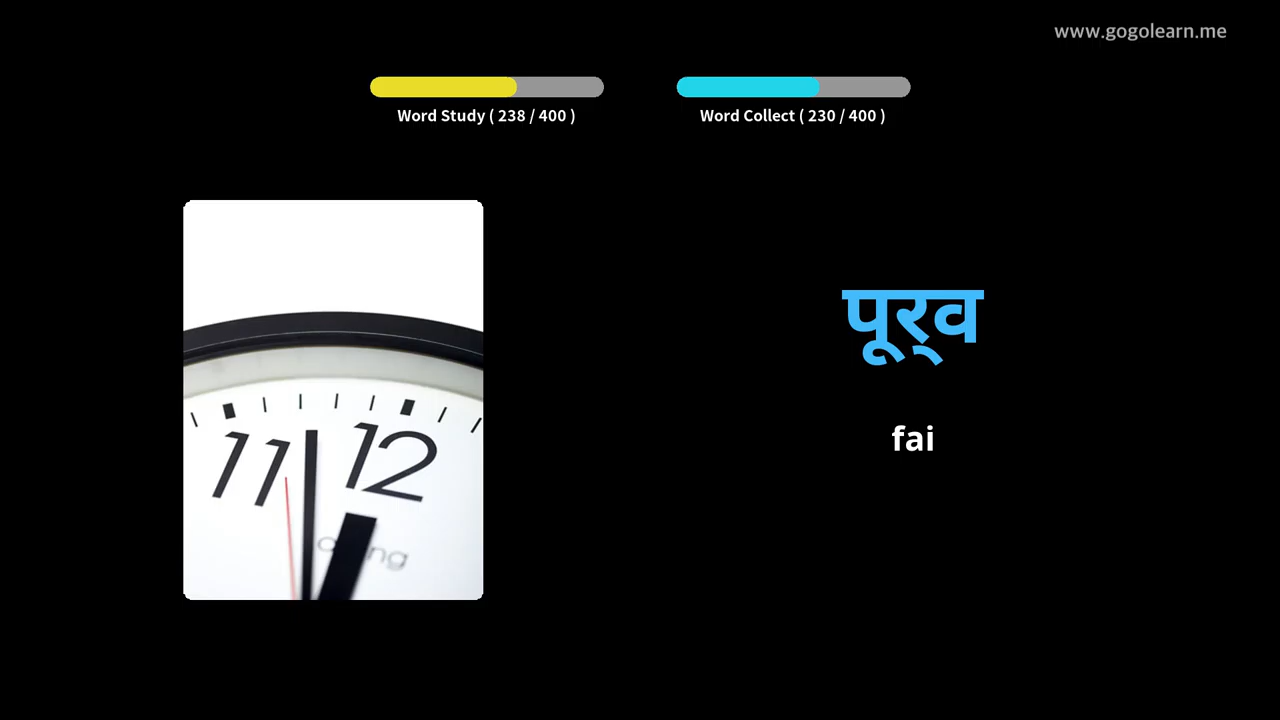 www.gogolearn.me
Word Study ( 238 / 400 )
Word Collect ( 230 / 400 )
पूर्‌व
fai
11 12